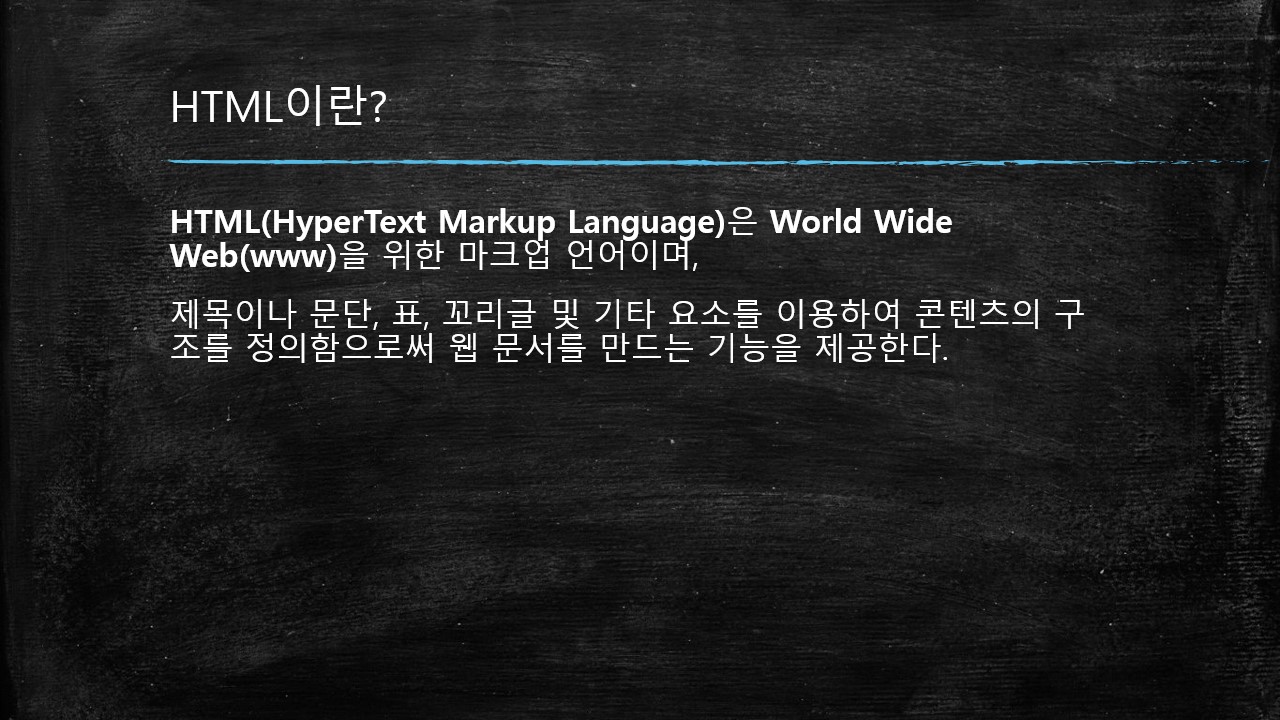 HTML이란?
HTML(HyperText Markup Language)은 World Wide
Web(www)을 위한 마크업 언어이며,
제목이나 문단, 표, 꼬리글 및 기타 요소를 이용하여 콘텐츠의 구
조를 정의함으로써 웹 문서를 만드는 기능을 제공한다.